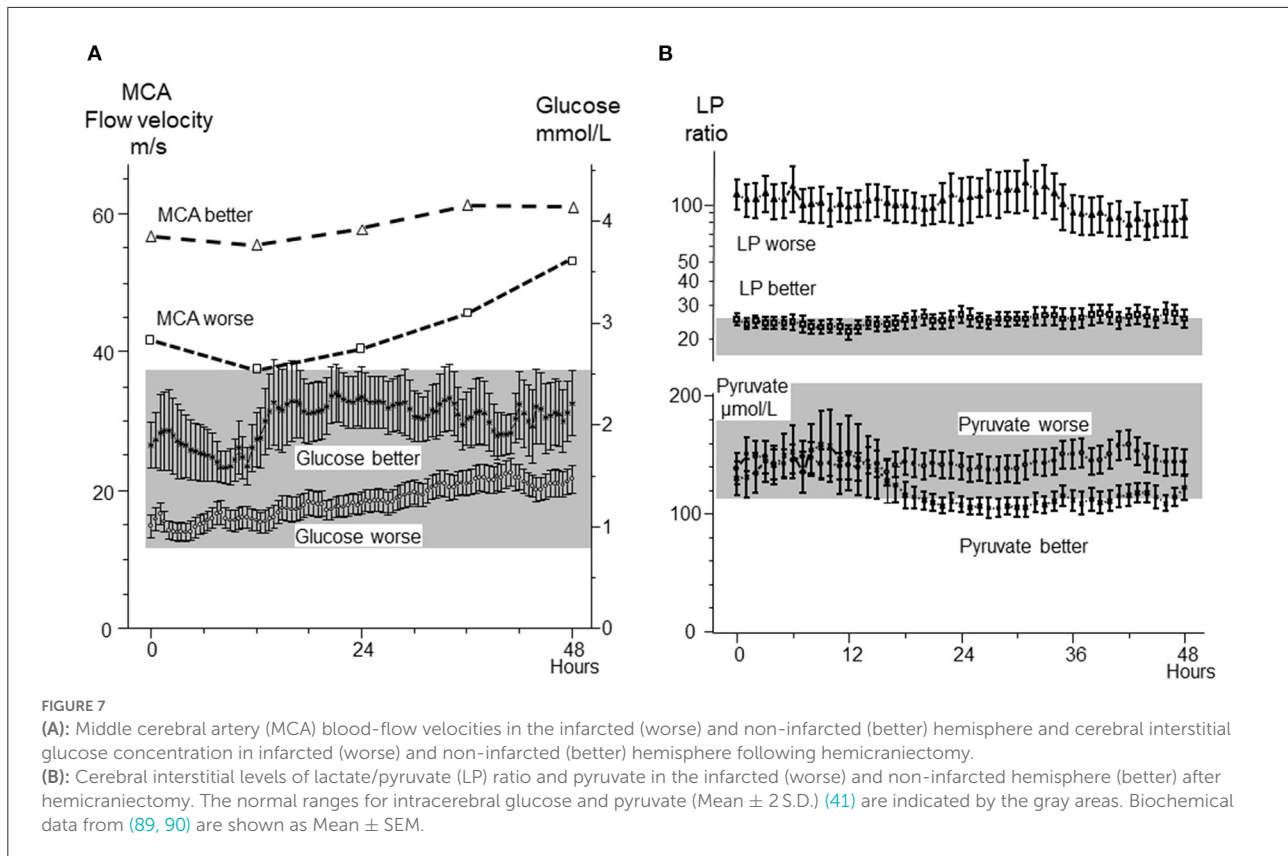 A
MCA
Flow velocity
m/s
Glucose
mmol/L
60
40
20
0
4
3
2
1
0
MCA better
MCA worse
Glucose better
Glucose worse
0
24
48
Hours
B
LP
ratio
100
50
40
30
20
LP worse
LP better
Pyruvate
µmol/L
200
100
0
Pyruvate worse
Pyruvate better
0
12
24
36
48
Hours
FIGURE 7
(A): Middle cerebral artery (MCA) blood-flow velocities in the infarcted (worse) and non-infarcted (better) hemisphere and cerebral interstitial
glucose concentration in infarcted (worse) and non-infarcted (better) hemisphere following hemicraniectomy.
(B): Cerebral interstitial levels of lactate/pyruvate (LP) ratio and pyruvate in the infarcted (worse) and non-infarcted hemisphere (better) after
hemicraniectomy. The normal ranges for intracerebral glucose and pyruvate (Mean ± 2 S.D.) (41) are indicated by the gray areas. Biochemical
data from (89, 90) are shown as Mean ± SEM.